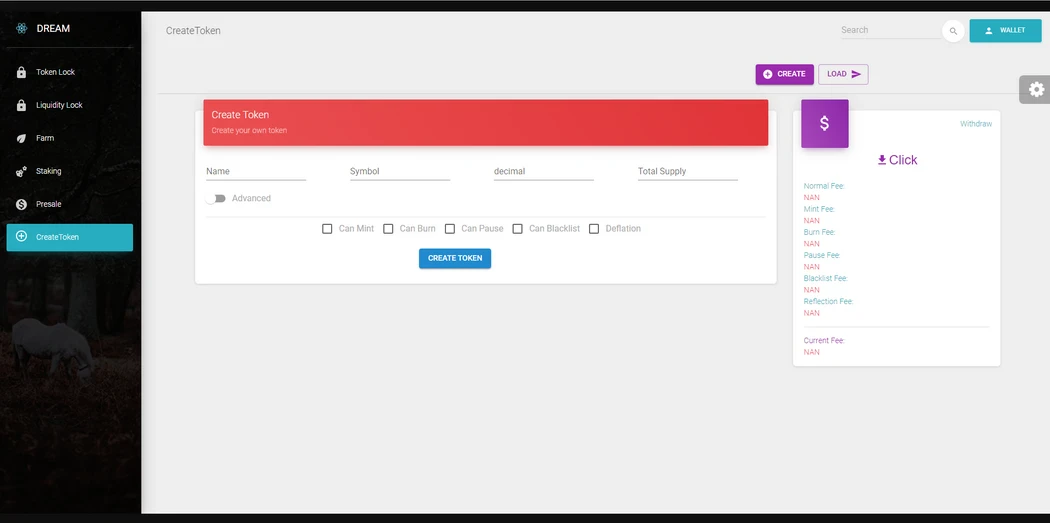 DREAM
Token Lock
Liquidity Lock
Farm
Staking
Presale
CreateToken
CreateToken
Search
WALLET
CREATE
LOAD
Create Token
Create your own token
Name
Symbol
decimal
Total Supply
Advanced
Can Mint
Can Burn
Can Pause
Can Blacklist
Deflation
CREATE TOKEN
$
Withdraw
Click
Normal Fee:
NAN
Mint Fee:
NAN
Burn Fee:
NAN
Pause Fee:
NAN
Blacklist Fee:
NAN
Reflection Fee:
NAN
Current Fee:
NAN